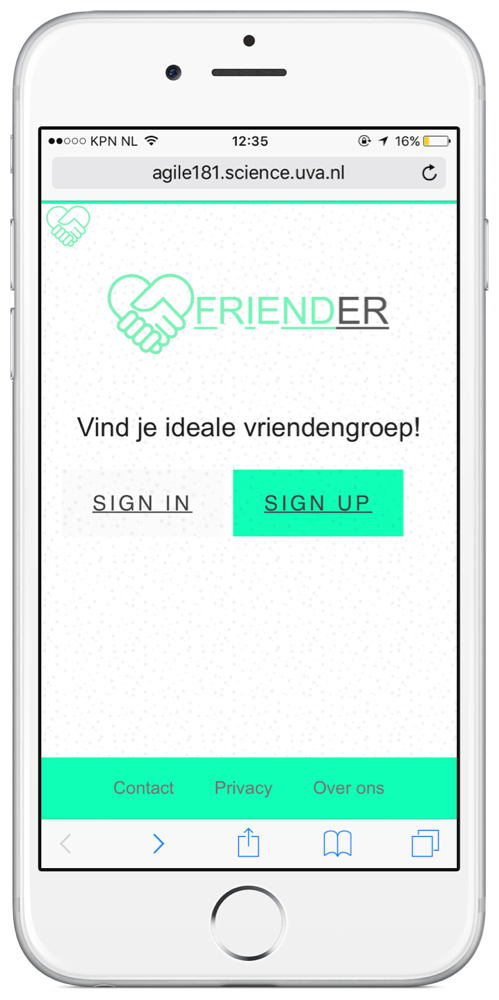 KPN NL 12:35 16%
agile181.science.uva.nl
FRIENDER
Vind je ideale vriendengroep!
SIGN IN SIGN UP
Contact Privacy Over ons